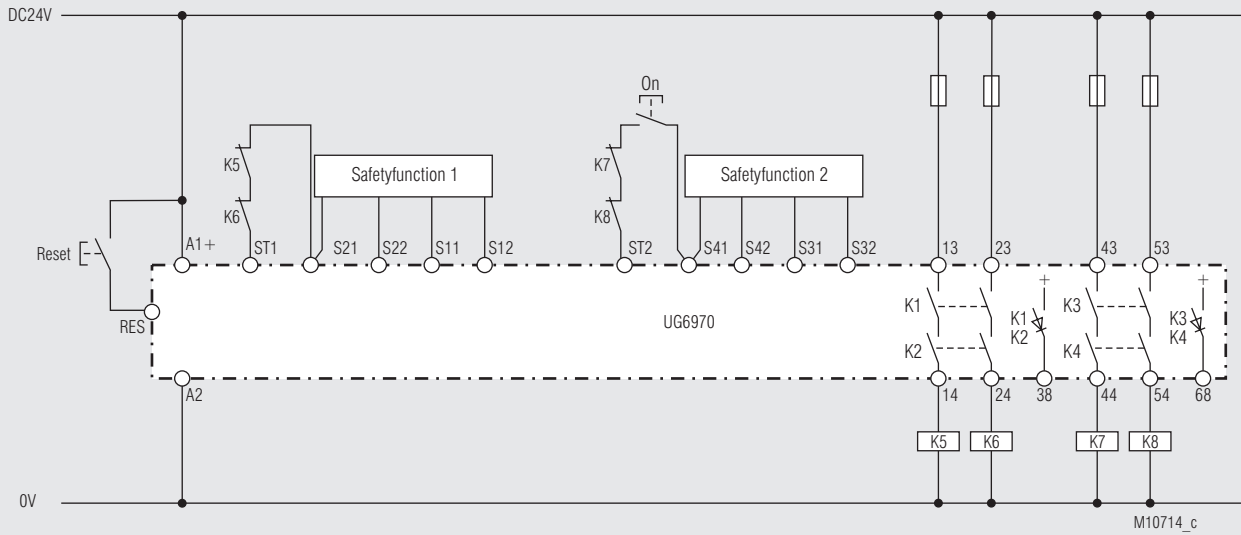 DC24V
On
K5
Safetyfunction 1
K7
Safetyfunction 2
K6
K8
Reset
A1+
ST1
S21
S22
S11
S12
ST2
S41
S42
S31
S32
13
23
43
53
RES
UG6970
K1
K2
+
K1
K2
K3
K4
+
K3
K4
A2
14
24
38
44
54
68
K5
K6
K7
K8
0V
M10714_c